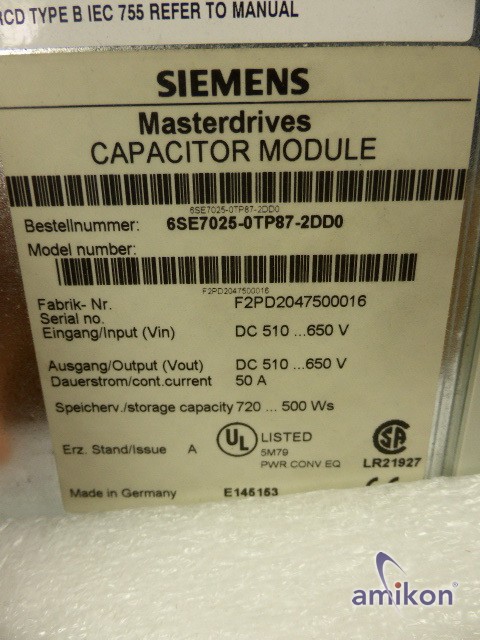 RCD TYPE B IEC 755 REFER TO MANUAL
SIEMENS
Masterdrives
CAPACITOR MODULE
6SE7025-0TP87-2DD0
Bestellnummer: 6SE7025-0TP87-2DD0
Model number:
F2PD2047500016
Fabrik- Nr. F2PD2047500016
Serial no.
Eingang/Input (Vin) DC 510 ...650 V
Ausgang/Output (Vout) DC 510 ...650 V
Dauerstrom/cont.current 50 A
Speicherv./storage capacity 720 ... 500 Ws
Erz. Stand/Issue A UL LISTED SA
5M79
PWR.CONV EQ LR21927
Made in Germany E145153 CE
amikon®